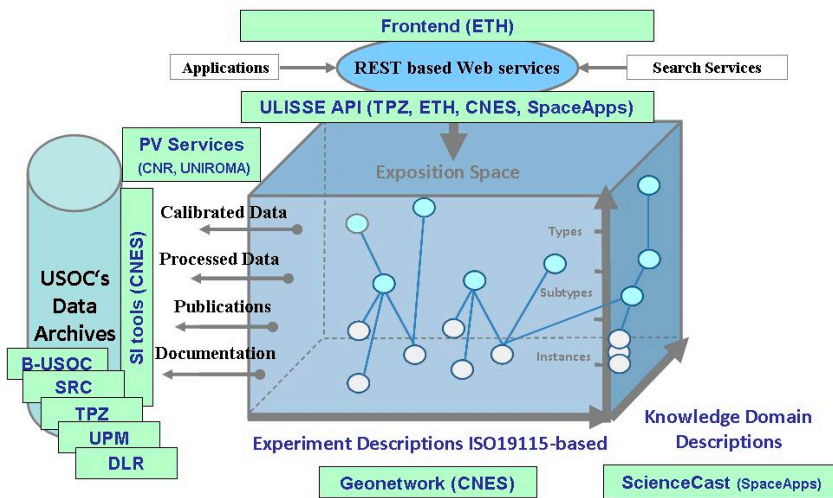 Frontend (ETH)
Applications
REST based Web services
Search Services
ULISSE API (TPZ, ETH, CNES, SpaceApps)
PV Services
(CNR, UNIROMA)
Exposition Space
Calibrated Data
Types
Processed Data
SI tools (CNES)
USOC‘s
Data
Archives
Subtypes
Publications
Documentation
Instances
B-USOC
SRC
TPZ
UPM
DLR
Experiment Descriptions ISO19115-based
Knowledge Domain
Descriptions
Geonetwork (CNES)
ScienceCast (SpaceApps)